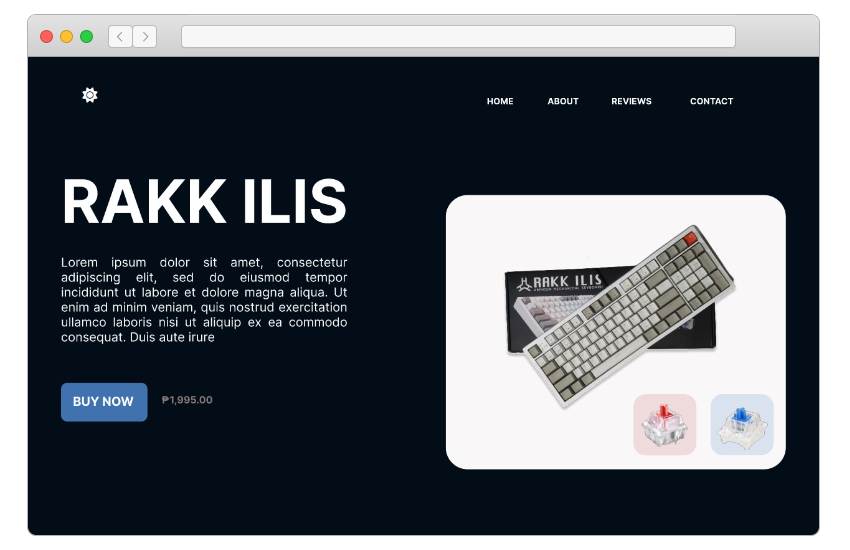 HOME ABOUT REVIEWS CONTACT
RAKK ILIS
Lorem ipsum dolor sit amet, consectetur
adipiscing elit, sed do eiusmod tempor
incididunt ut labore et dolore magna aliqua. Ut
enim ad minim veniam, quis nostrud exercitation
ullamco laboris nisi ut aliquip ex ea commodo
consequat. Duis aute irure
BUY NOW ₱1,995.00
RAKK ILIS